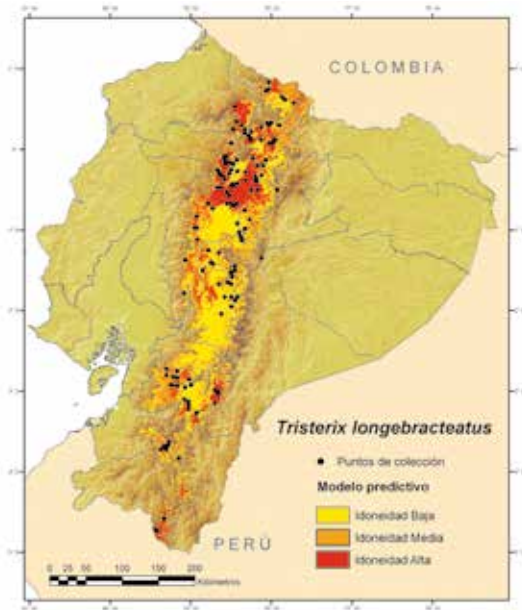 COLOMBIA
Tristerix longebracteatus
Puntos de colección
Modelo predictivo
Idoneidad Baja
Idoneidad Media
Idoneidad Alta
PERÚ
0 25 50 100 150 200
Kilómetros